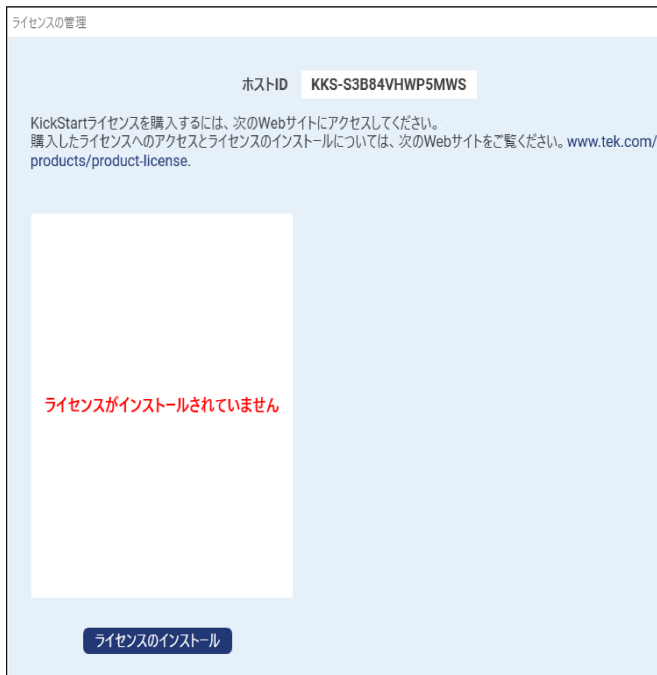 ライセンスの管理
ホストID KKS-S3B84VHWP5MWS
KickStartライセンスを購入するには、次のWebサイトにアクセスしてください。
購入したライセンスへのアクセスとライセンスのインストールについては、次のWebサイトをご覧ください。www.tek.com/
products/product-license.
ライセンスがインストールされていません
ライセンスのインストール